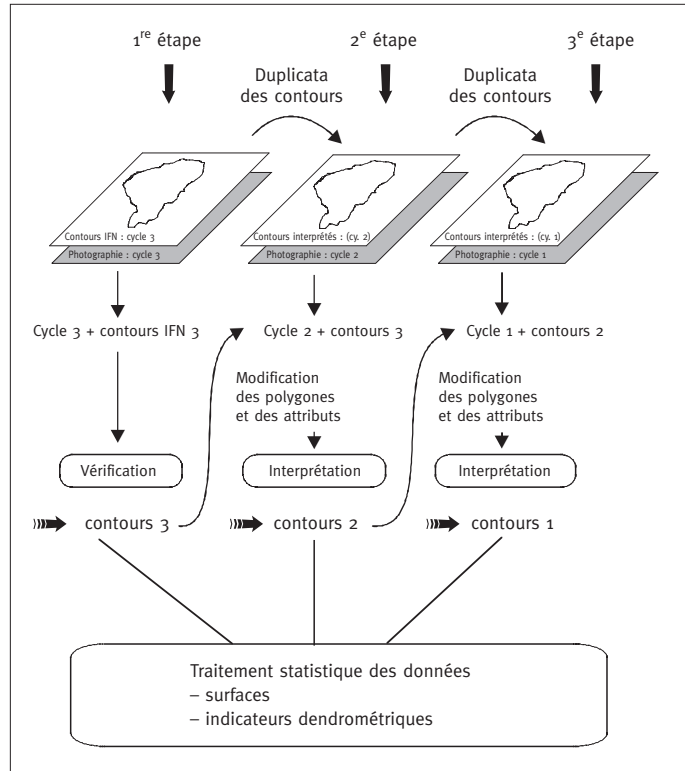 1re étape
2e étape
3e étape
Duplicata
des contours
Duplicata
des contours
Contours IFN : cycle 3
Photographie : cycle 3
Contours interprétés : (cy. 2)
Photographie : cycle 2
Contours interprétés : (cy. 1)
Photographie : cycle 1
Cycle 3 + contours IFN 3
Cycle 2 + contours 3
Cycle 1 + contours 2
Modification
des polygones
et des attributs
Modification
des polygones
et des attributs
Vérification
Interprétation
Interprétation
contours 3
contours 2
contours 1
Traitement statistique des données
– surfaces
– indicateurs dendrométriques